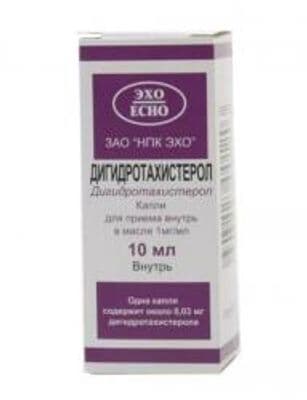 ЭХО
ECHO
ЗАО "НПК ЭХО"
ДИГИДРОТАХИСТЕРОЛ
Дигидротахистерол
Капли
для приема внутрь
в масле 1мг/мл
10 мл
Внутрь
Одна капля
содержит около 0,03 мг
дигидротахистерола